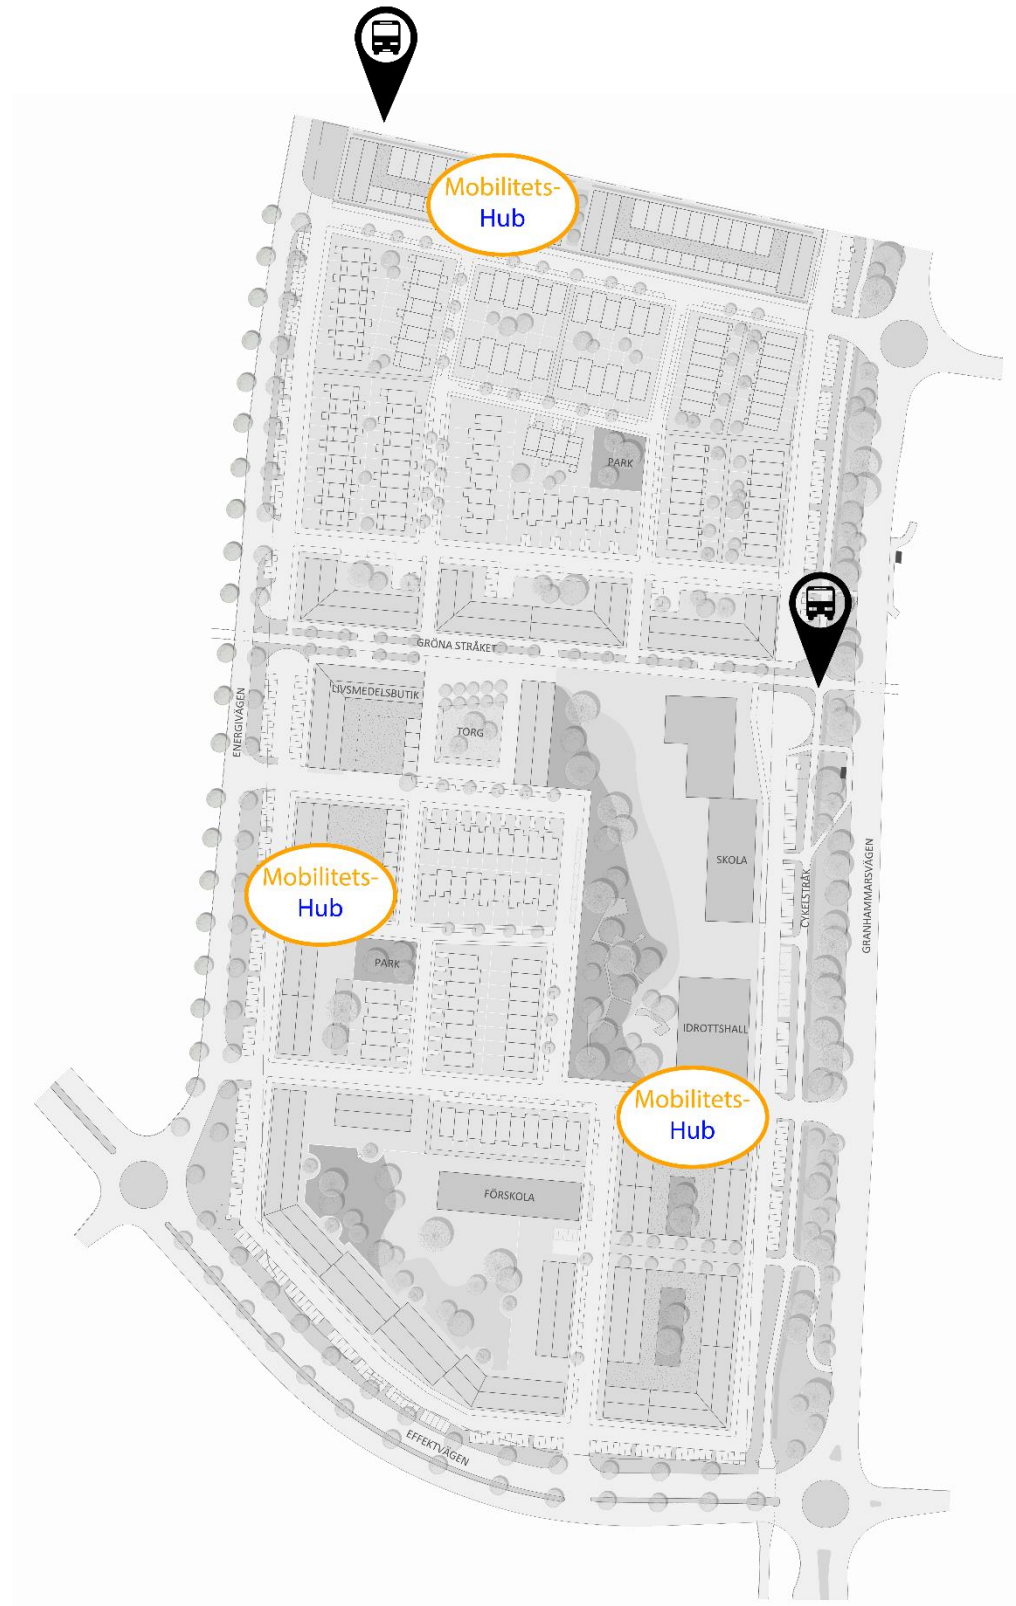 Mobilitets-
Hub
PARK
GRÖNA STRÅKET
LIVSMEDELSBUTIK
ENERGIVÄGEN
TORG
SKOLA
Mobilitets-
Hub
CYKELSTRÅK
GRANHAMMARSVÄGEN
PARK
IDROTTSHALL
Mobilitets-
Hub
FÖRSKOLA
EFFEKTVÄGEN